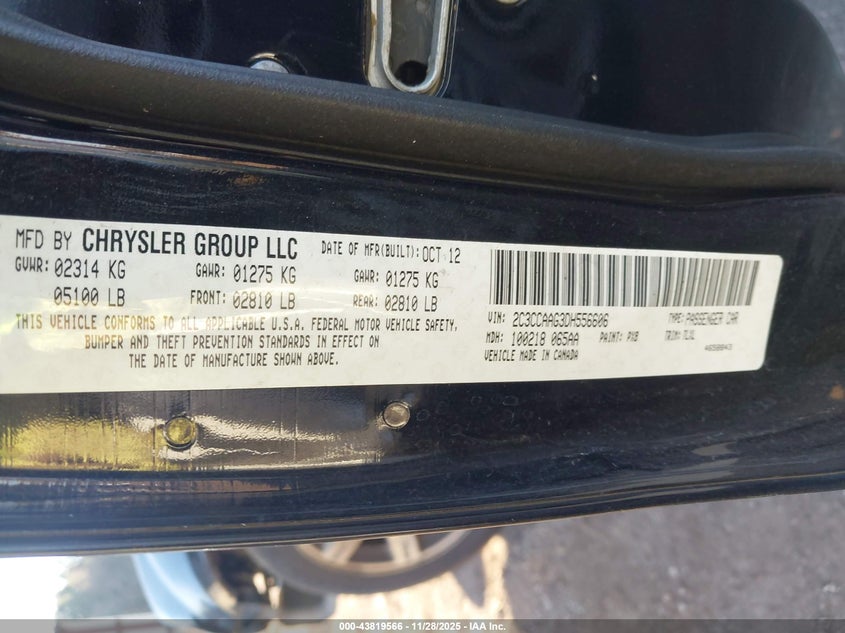 MFD BY CHRYSLER GROUP LLC DATE OF MFR(BUILT): OCT 12
GVWR: 02314 KG GAWR: 01275 KG GAWR: 01275 KG
05100 LB FRONT: 02810 LB REAR: 02810 LB
THIS VEHICLE CONFORMS TO ALL APPLICABLE U.S.A. FEDERAL MOTOR VEHICLE SAFETY,
BUMPER AND THEFT PREVENTION STANDARDS IN EFFECT ON
THE DATE OF MANUFACTURE SHOWN ABOVE.
VIN: 2C3CCAAG3DH556606 TYPE: PASSENGER CAR
MDH: 100218 065AA PAINT: PX8 TRIM:
VEHICLE MADE IN CANADA
000-43819566 | 11/28/2025 - IAA Inc.